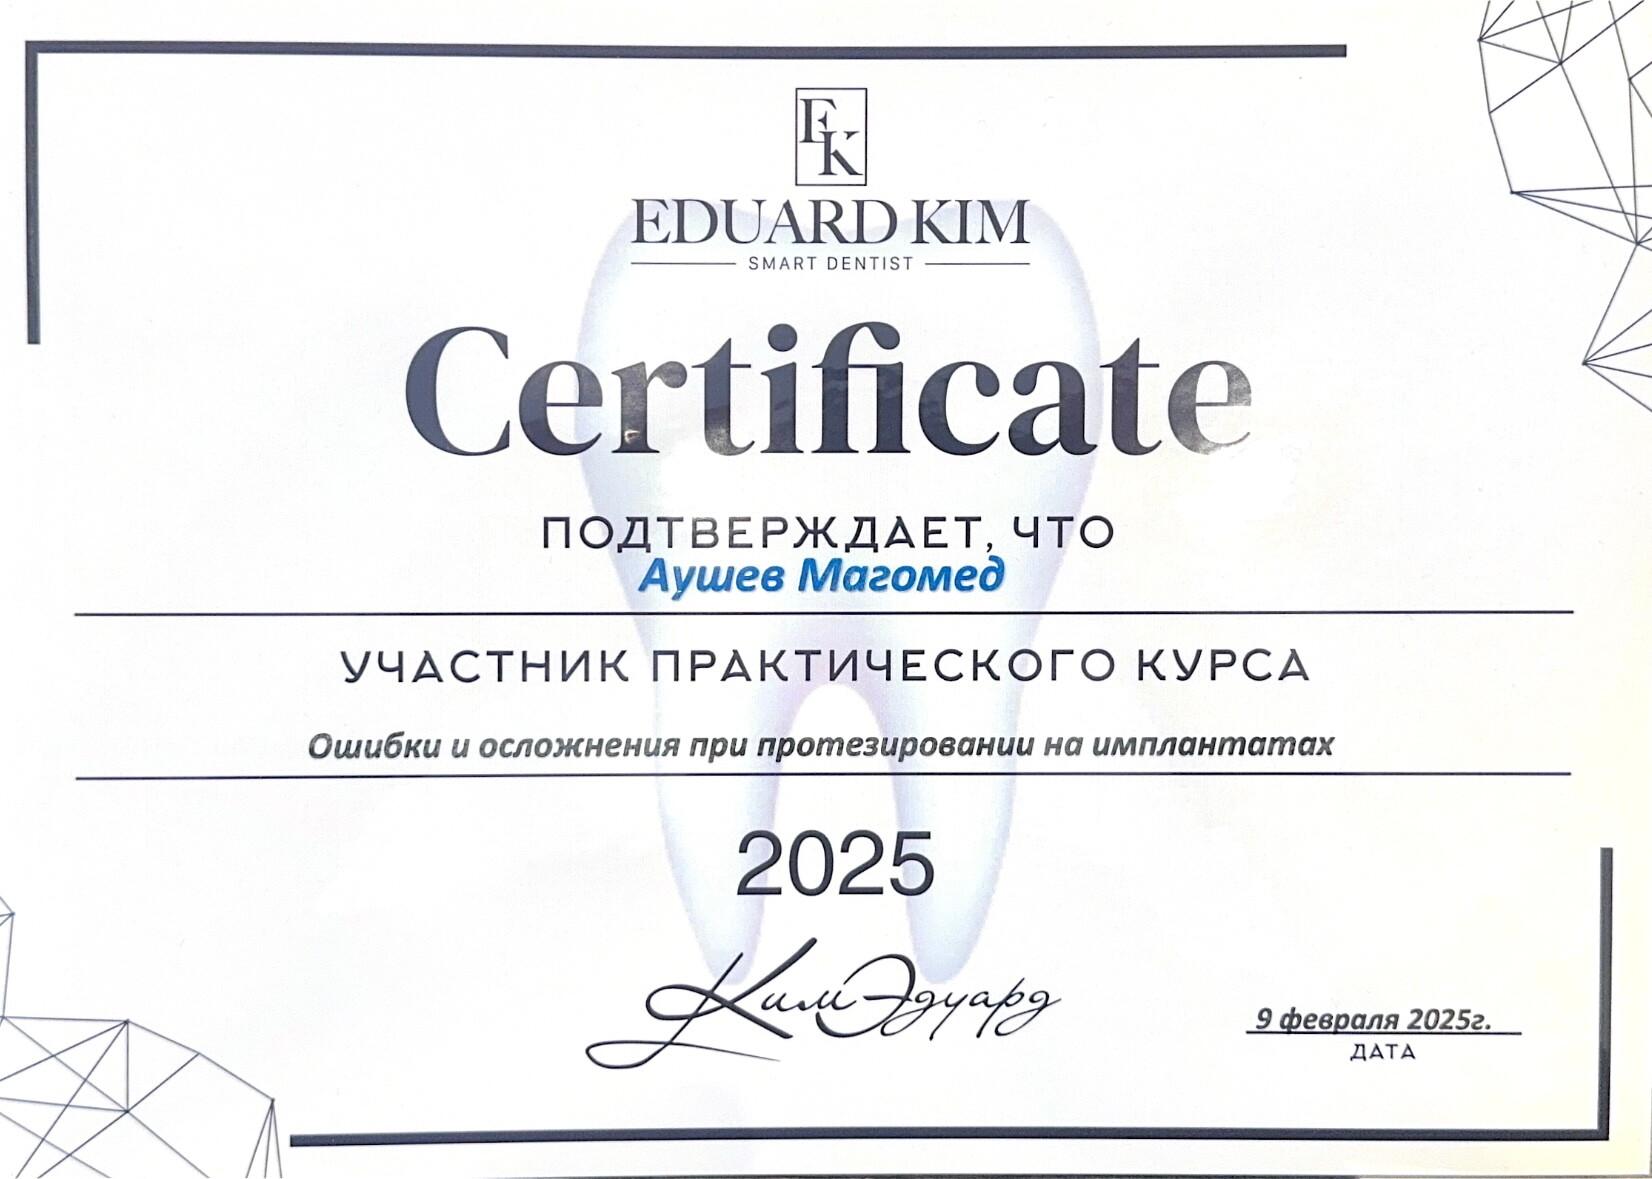 EK
EDUARD KIM
SMART DENTIST
Certificate
ПОДТВЕРЖДАЕТ, ЧТО
Аушев Магомед
УЧАСТНИК ПРАКТИЧЕСКОГО КУРСА
Ошибки и осложнения при протезировании на имплантатах
2025
Ким Эдуард
9 февраля 2025г.
ДАТА